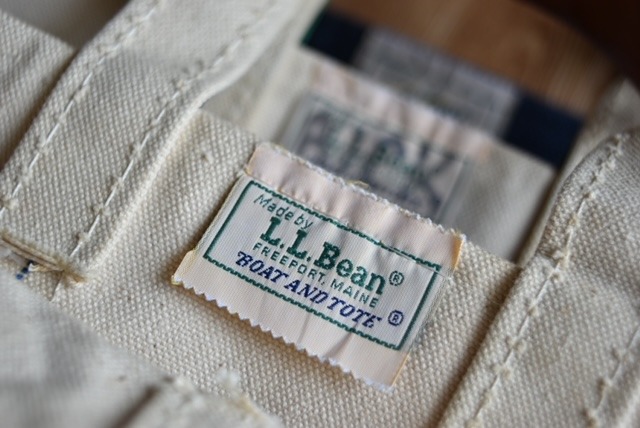 Made by
L.L.Bean®
FREEPORT, MAINE
BOAT AND TOTE®